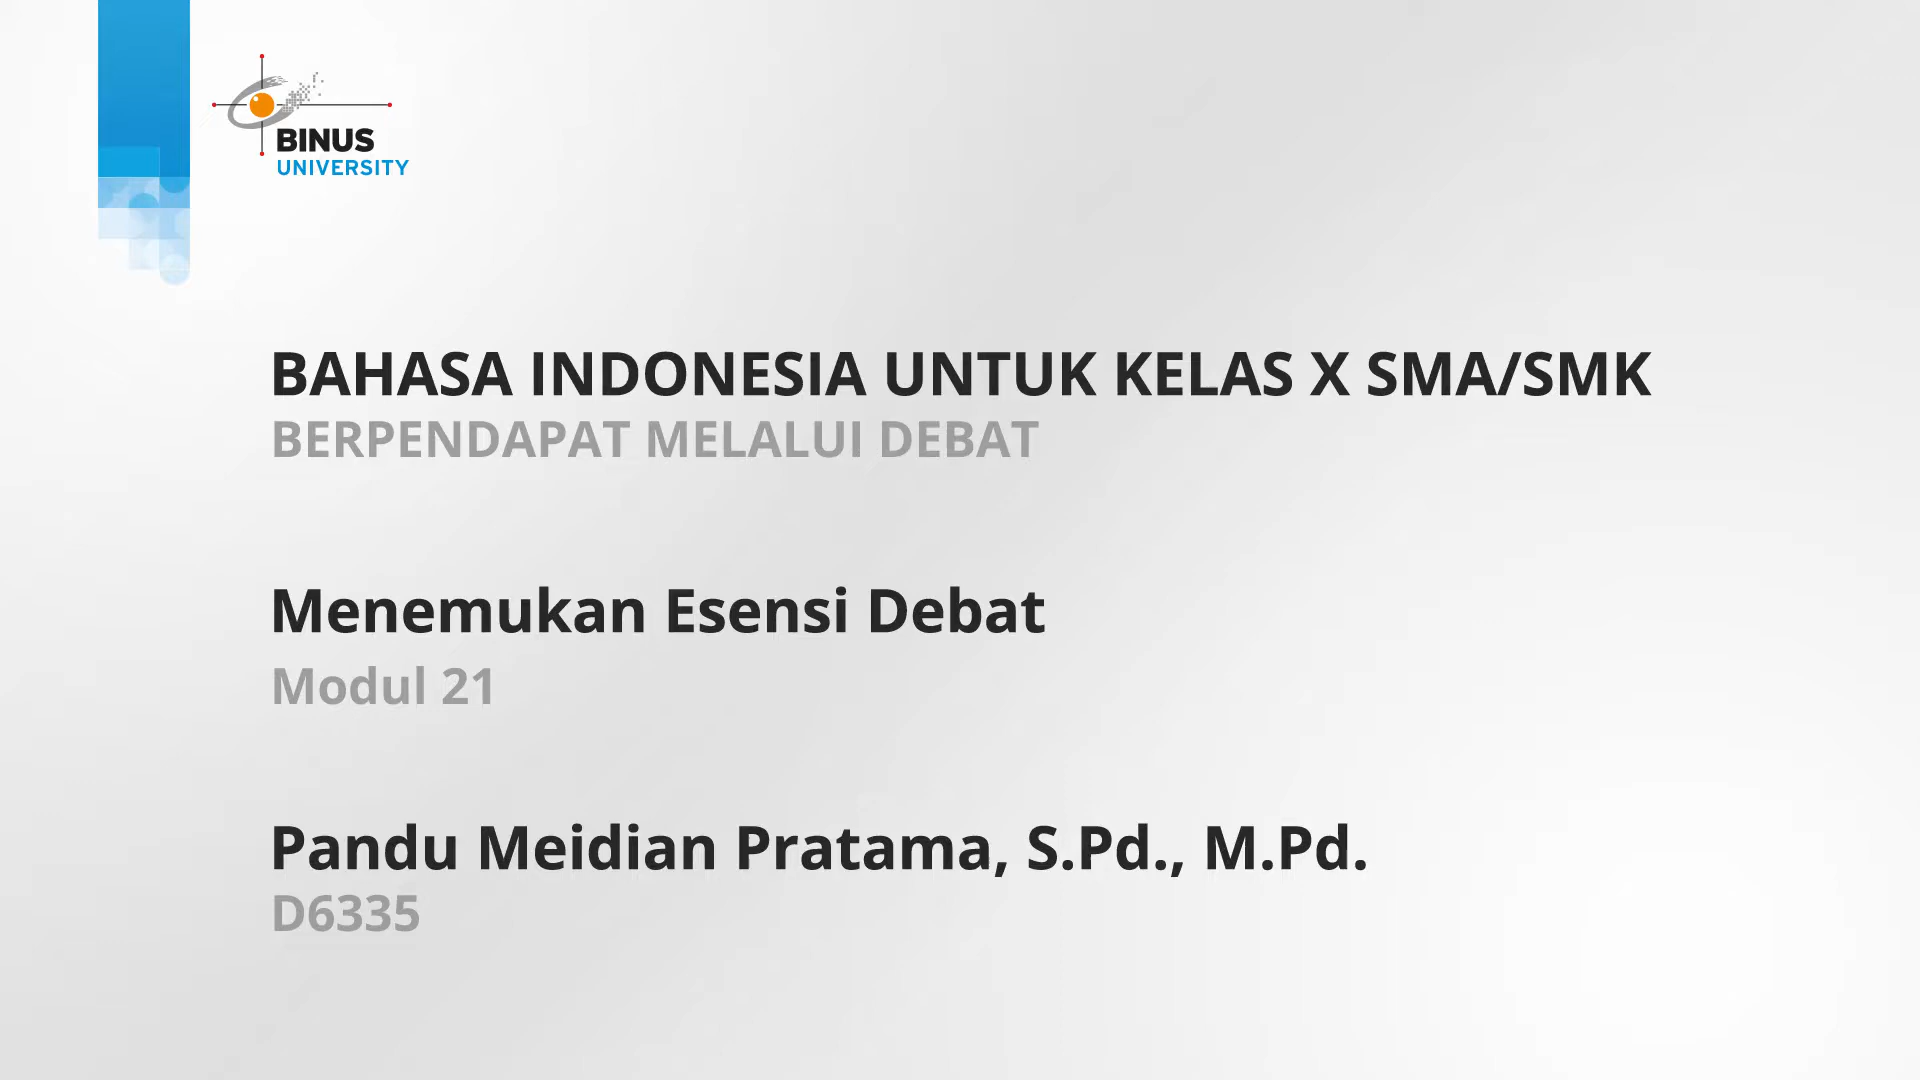 BINUS
UNIVERSITY
BAHASA INDONESIA UNTUK KELAS X SMA/SMK
BERPENDAPAT MELALUI DEBAT
Menemukan Esensi Debat
Modul 21
Pandu Meidian Pratama, S.Pd., M.Pd.
D6335